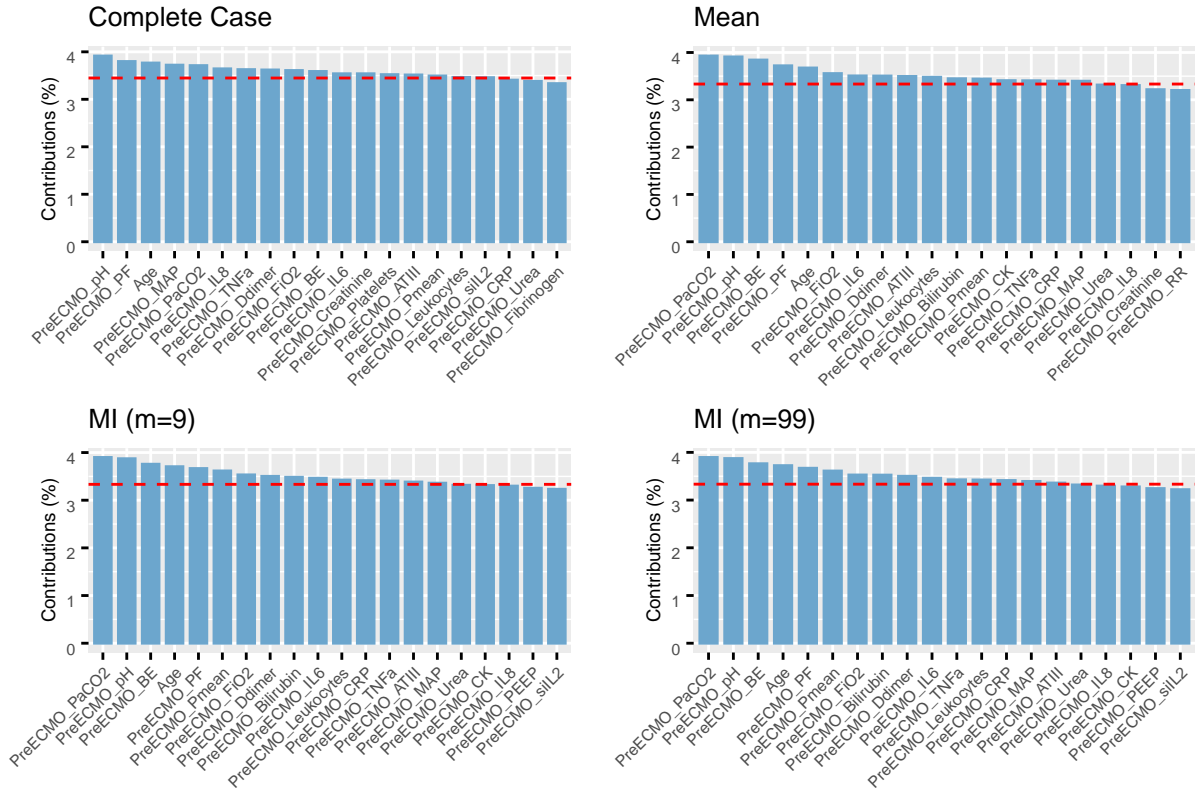 Complete Case
Contributions (%)
4
3
2
1
0
PreECMO_pH
PreECMO_PF
Age
PreECMO_MAP
PreECMO_PaCO2
PreECMO_IL8
PreECMO_TNFa
PreECMO_Ddimer
PreECMO_FiO2
PreECMO_BE
PreECMO_IL6
PreECMO_Creatinine
PreECMO_Platelets
PreECMO_ATIII
PreECMO_Pmean
PreECMO_Leukocytes
PreECMO_siIL2
PreECMO_CRP
PreECMO_Urea
PreECMO_Fibrinogen
Mean
Contributions (%)
4
3
2
1
0
PreECMO_PaCO2
PreECMO_pH
PreECMO_BE
PreECMO_PF
Age
PreECMO_FiO2
PreECMO_IL6
PreECMO_Ddimer
PreECMO_ATIII
PreECMO_Leukocytes
PreECMO_Bilirubin
PreECMO_Pmean
PreECMO_CK
PreECMO_TNFa
PreECMO_CRP
PreECMO_MAP
PreECMO_Urea
PreECMO_IL8
PreECMO_Creatinine
PreECMO_RR
MI (m=9)
Contributions (%)
4
3
2
1
0
PreECMO_PaCO2
PreECMO_pH
PreECMO_BE
Age
PreECMO_PF
PreECMO_Pmean
PreECMO_FiO2
PreECMO_Ddimer
PreECMO_Bilirubin
PreECMO_IL6
PreECMO_Leukocytes
PreECMO_CRP
PreECMO_TNFa
PreECMO_ATIII
PreECMO_MAP
PreECMO_Urea
PreECMO_CK
PreECMO_IL8
PreECMO_PEEP
PreECMO_siIL2
MI (m=99)
Contributions (%)
4
3
2
1
0
PreECMO_PaCO2
PreECMO_pH
PreECMO_BE
Age
PreECMO_PF
PreECMO_Pmean
PreECMO_FiO2
PreECMO_Bilirubin
PreECMO_Ddimer
PreECMO_IL6
PreECMO_TNFa
PreECMO_Leukocytes
PreECMO_CRP
PreECMO_MAP
PreECMO_ATIII
PreECMO_Urea
PreECMO_IL8
PreECMO_CK
PreECMO_PEEP
PreECMO_siIL2